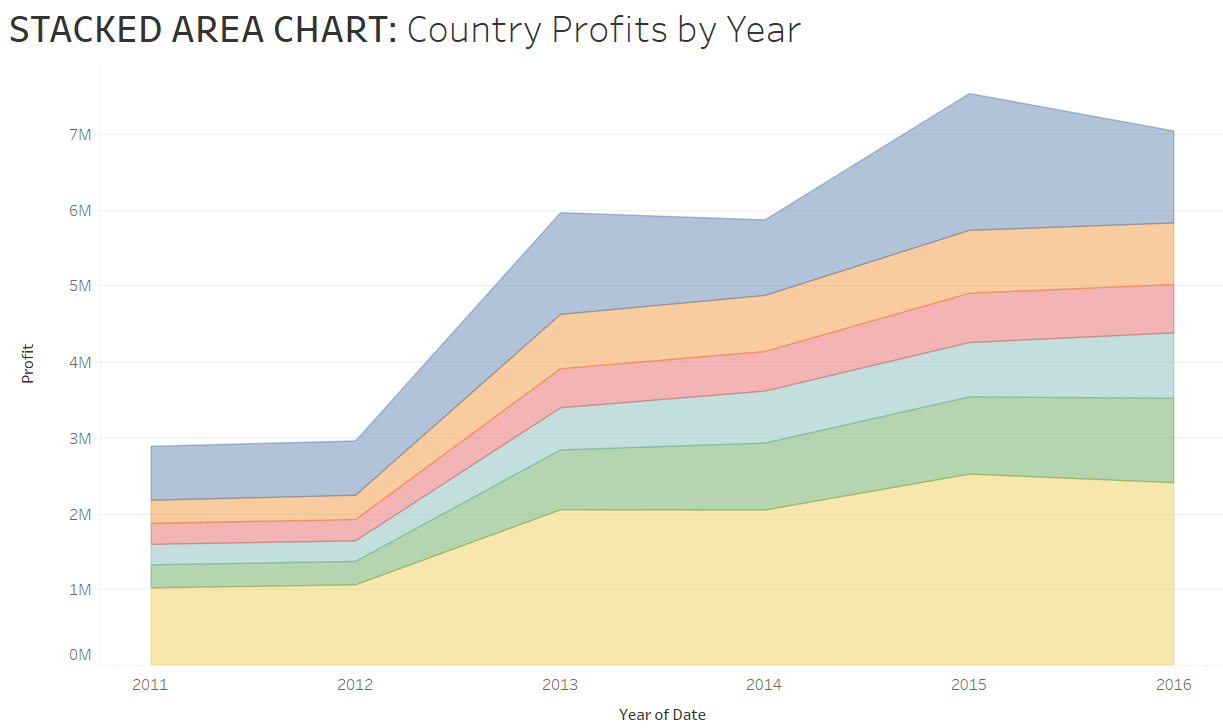 STACKED AREA CHART: Country Profits by Year
7M
6M
5M
4M
Profit
3M
2M
1M
0M
2011 2012 2013 2014 2015 2016
Year of Date